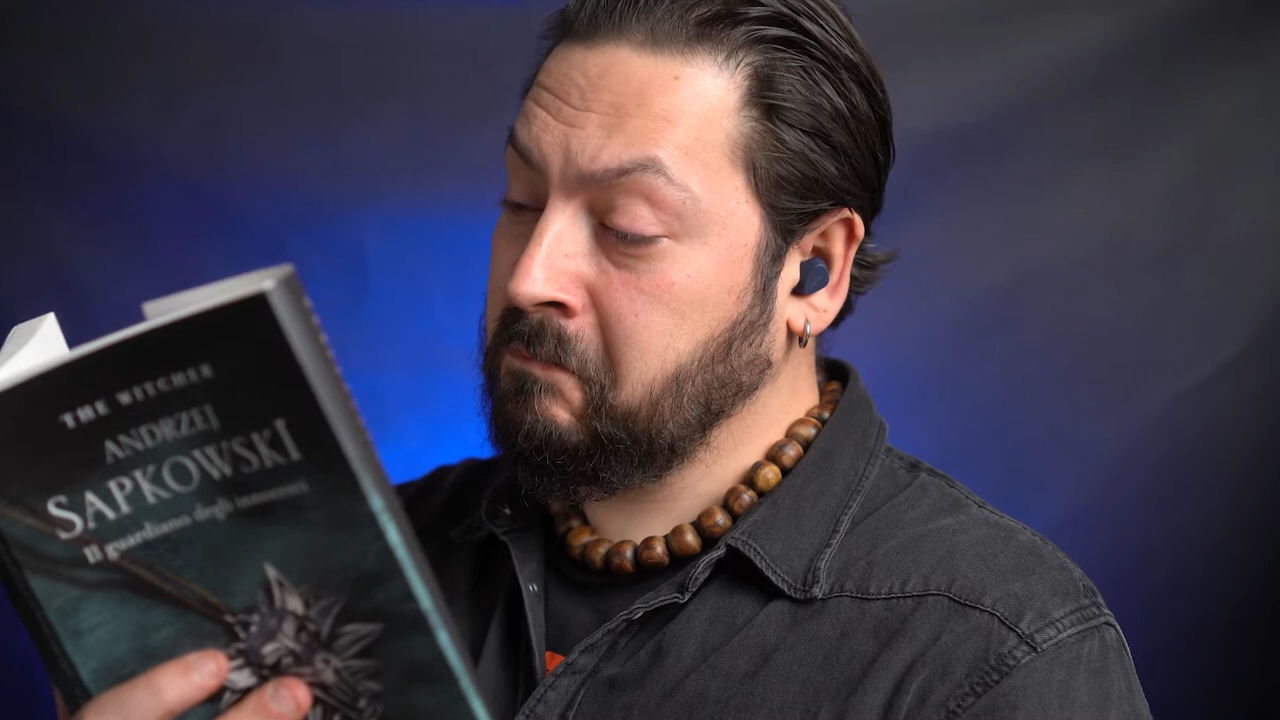 THE WITCHER
ANDRZEJ
SAPKOWSKI
Il guardiano degli innocenti